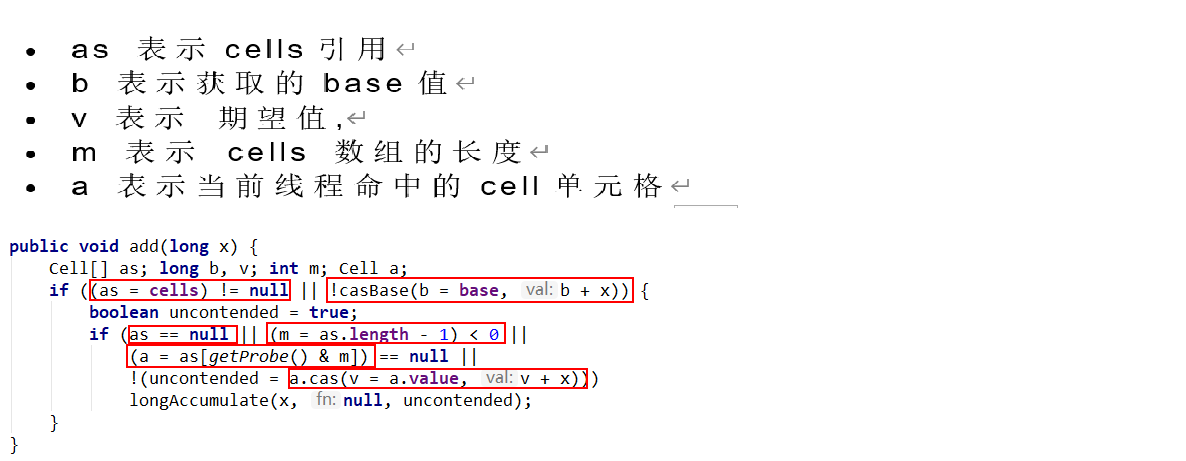 • as 表示 cells 引用↵
• b 表示获取的 base 值↵
• v 表示 期望值,↵
• m 表示 cells 数组的长度↵
• a 表示当前线程命中的 cell 单元格↵
public void add(long x) {
    Cell[] as; long b, v; int m; Cell a;
    if ((as = cells) != null || !casBase(b = base, val: b + x)) {
        boolean uncontended = true;
        if (as == null || (m = as.length - 1) < 0 ||
            (a = as[getProbe() & m]) == null ||
            !(uncontended = a.cas(v = a.value, val: v + x)))
            longAccumulate(x, fn: null, uncontended);
    }
}